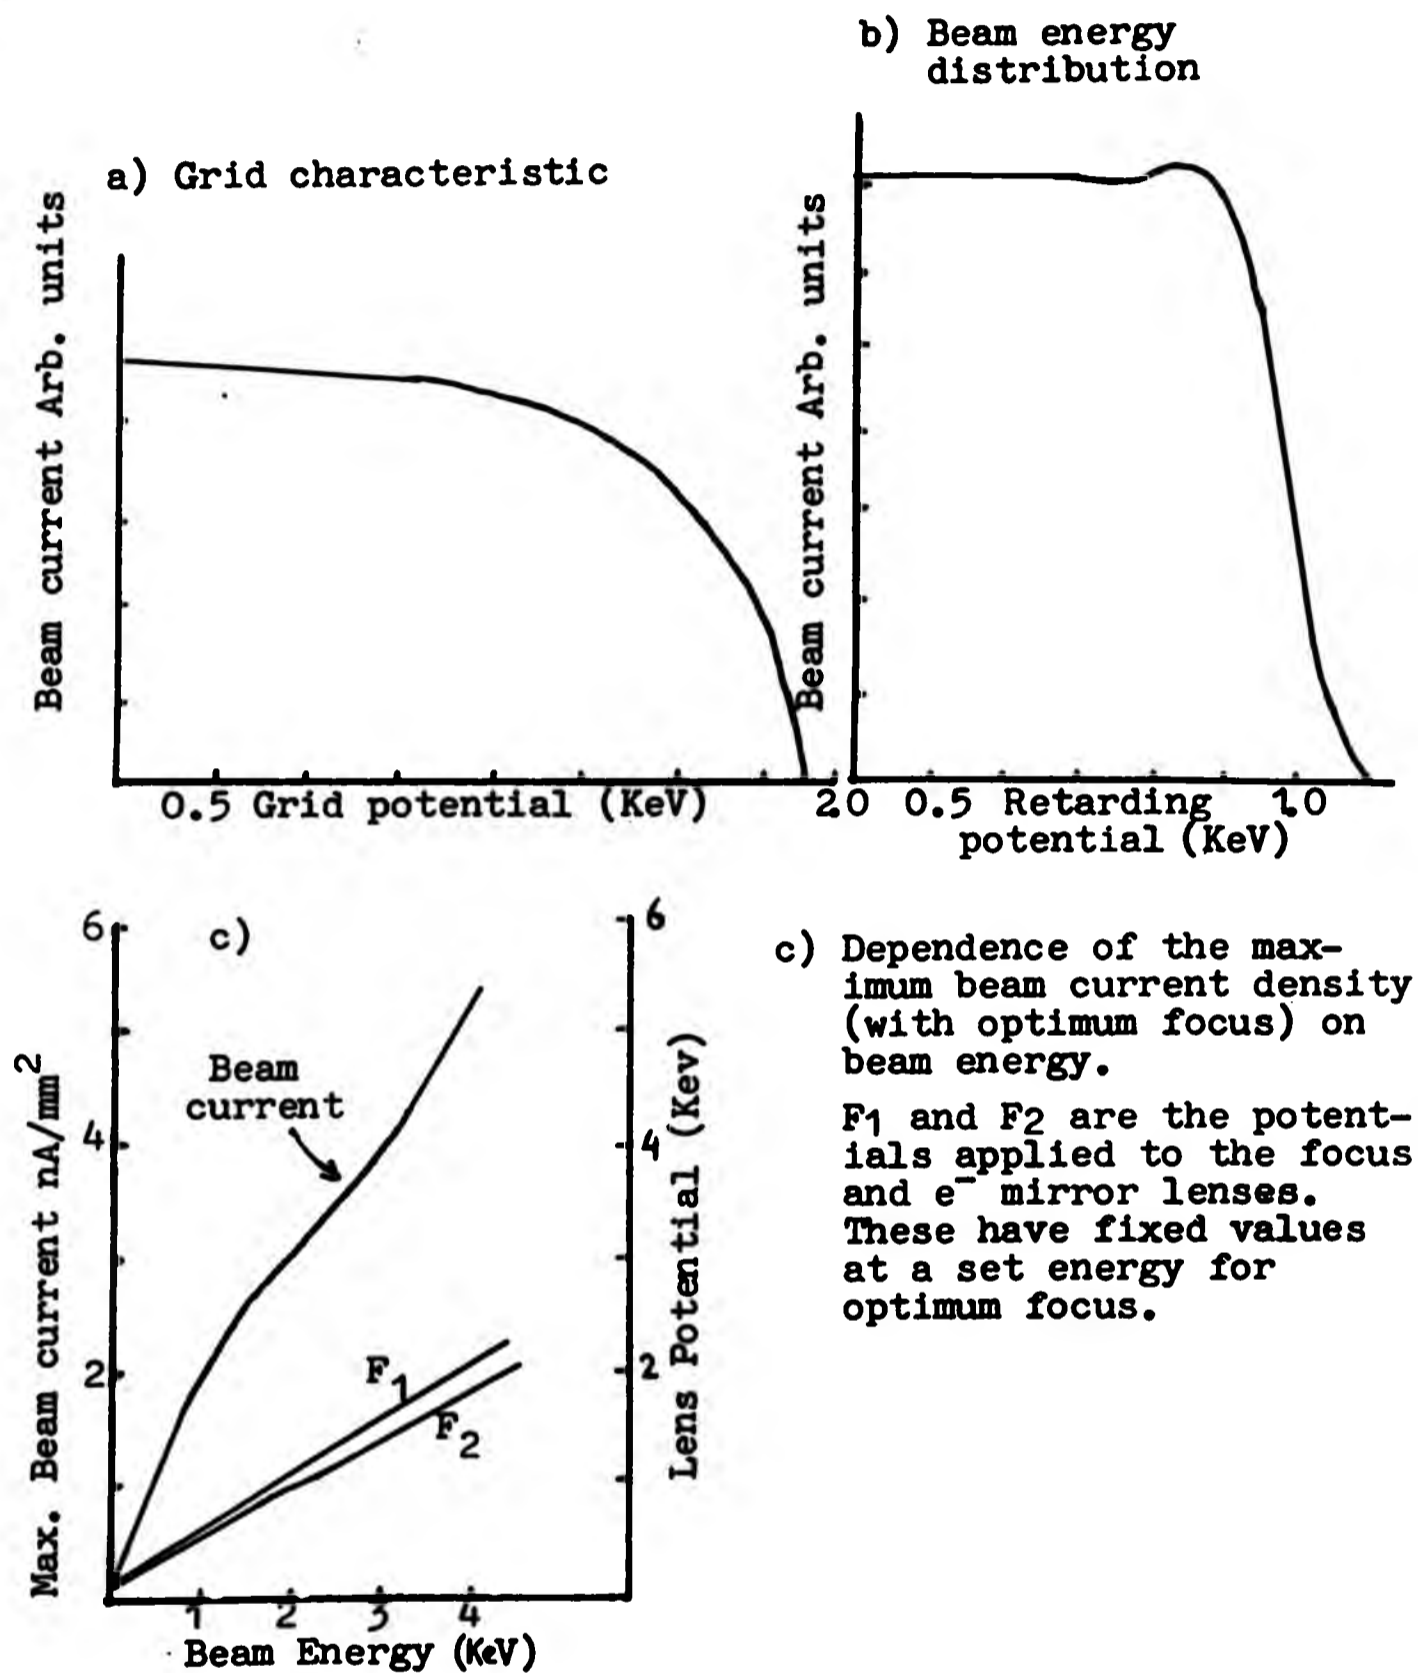 b) Beam energy
distribution
a) Grid characteristic
Beam current Arb. units
Beam current Arb. units
0.5 Grid potential (KeV) 2.0
0.5 Retarding 1.0
potential (KeV)
c)
6
4
2
Max. Beam current nA/mm2
Beam
current
F1
F2
6
4
2
Lens Potential (Kev)
1 2 3 4
Beam Energy (KeV)
c) Dependence of the max-
imum beam current density
(with optimum focus) on
beam energy.
F1 and F2 are the potent-
ials applied to the focus
and e- mirror lenses.
These have fixed values
at a set energy for
optimum focus.